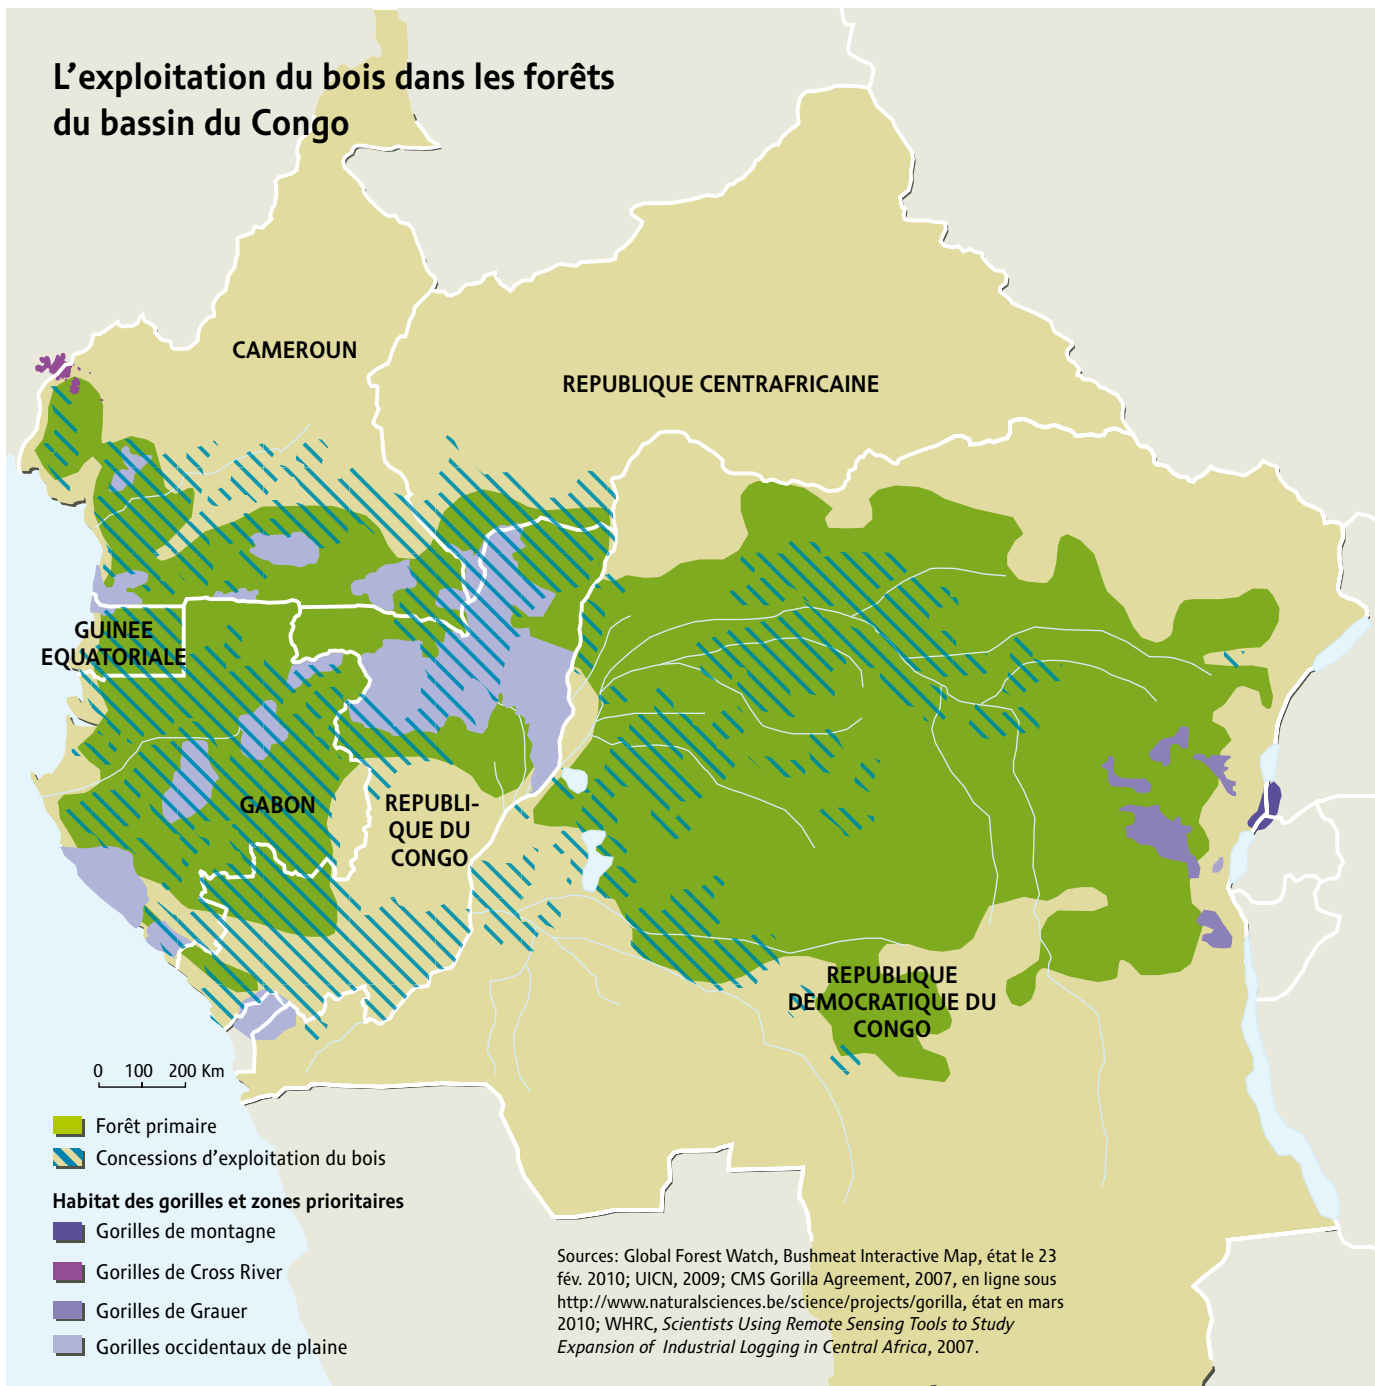 L'exploitation du bois dans les forêts
du bassin du Congo
CAMEROUN
REPUBLIQUE CENTRAFRICAINE
GUINEE
EQUATORIALE
GABON
REPUBLI-
QUE DU
CONGO
REPUBLIQUE
DEMOCRATIQUE DU
CONGO
0 100 200 Km
Forêt primaire
Concessions d'exploitation du bois
Habitat des gorilles et zones prioritaires
Gorilles de montagne
Gorilles de Cross River
Gorilles de Grauer
Gorilles occidentaux de plaine
Sources: Global Forest Watch, Bushmeat Interactive Map, état le 23
fév. 2010; UICN, 2009; CMS Gorilla Agreement, 2007, en ligne sous
http://www.naturalsciences.be/science/projects/gorilla, état en mars
2010; WHRC, Scientists Using Remote Sensing Tools to Study
Expansion of Industrial Logging in Central Africa, 2007.